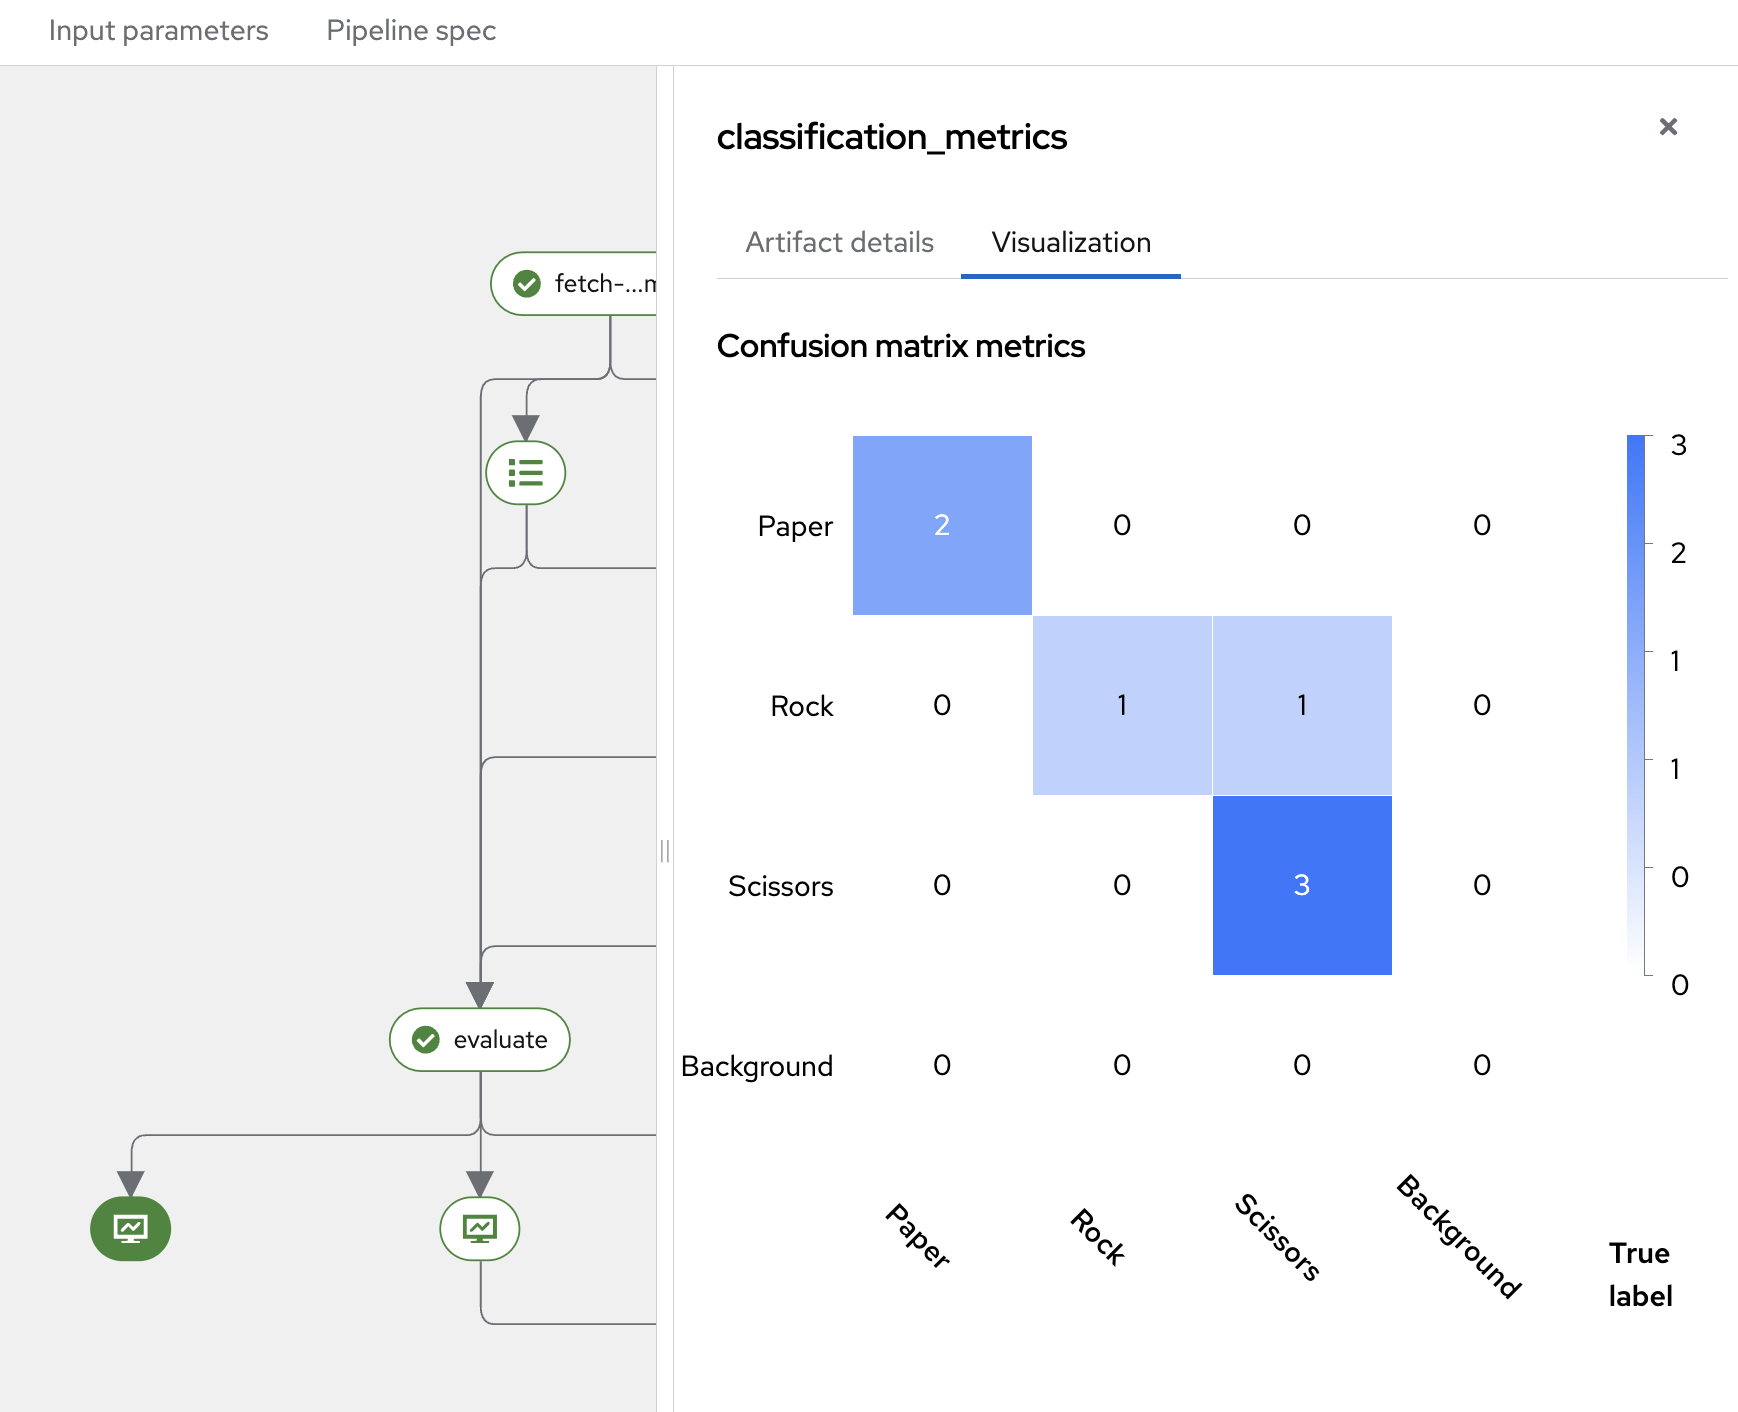 Input parameters Pipeline spec
fetch-...m
evaluate
classification_metrics
Artifact details Visualization
Confusion matrix metrics
Paper 2 0 0 0
Rock 0 1 1 0
Scissors 0 0 3 0
Background 0 0 0 0
Paper Rock Scissors Background
True
label
3
2
1
1
0
0